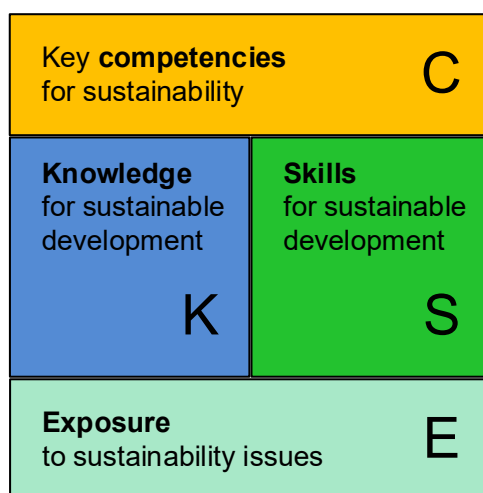 Key competencies
for sustainability
C
Knowledge
for sustainable
development
K
Skills
for sustainable
development
S
Exposure
to sustainability issues
E